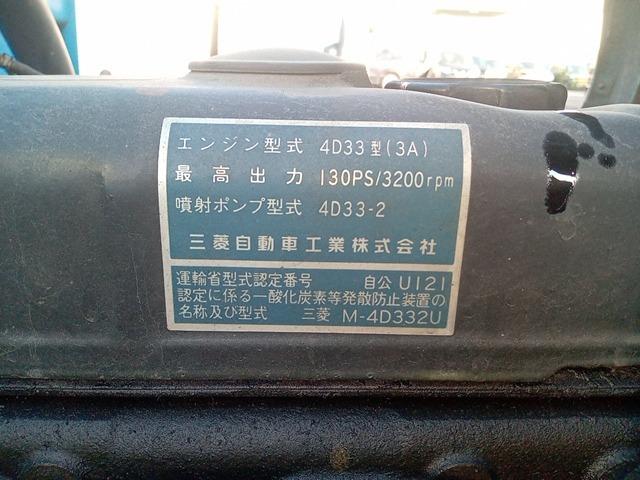 エンジン型式 4D33型(3A)
最高出力 130PS/3200rpm
噴射ポンプ型式 4D33-2
三菱自動車工業株式会社
運輸省型式認定番号 自公 U121
認定に係る一酸化炭素等発散防止装置の
名称及び型式 三菱 M-4D332U